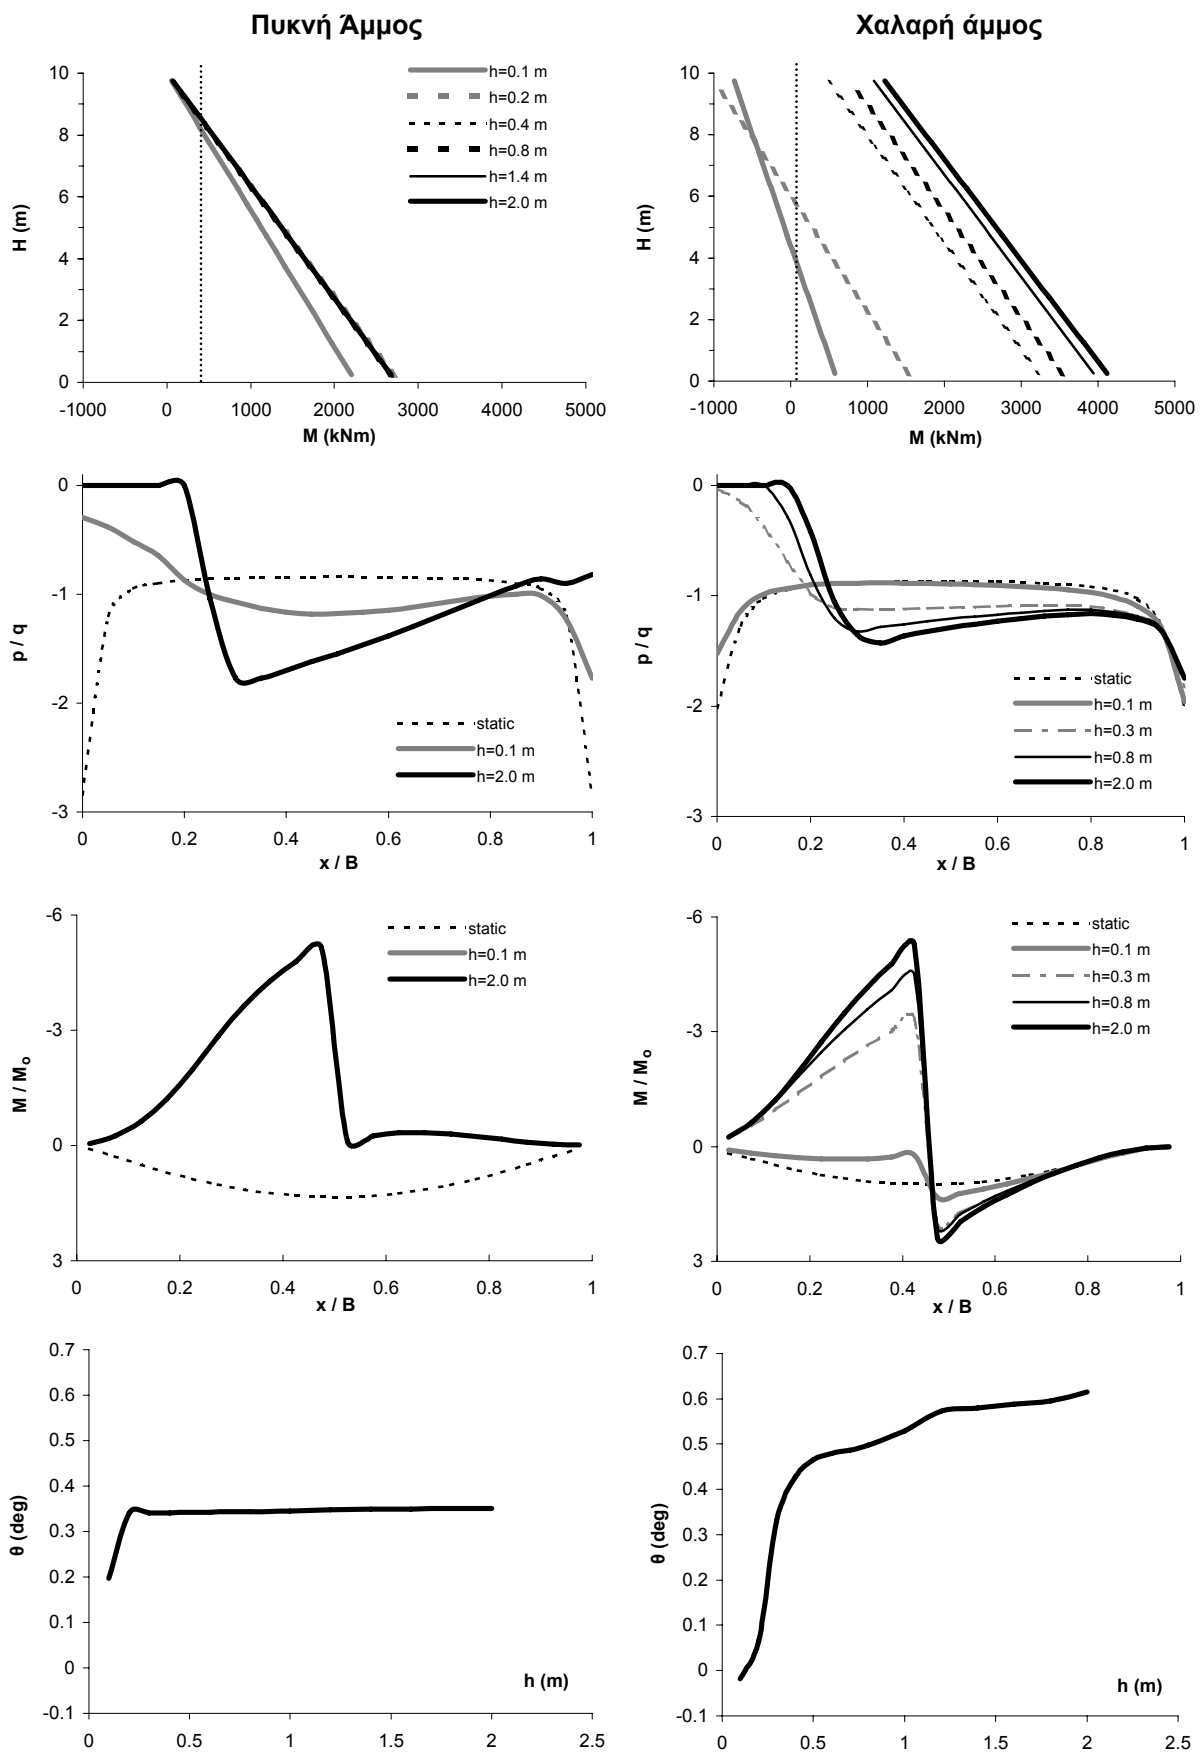 Πυκνή Άμμος
Χαλαρή άμμος
10
8
6
4
2
0
H (m)
-1000 0 1000 2000 3000 4000 5000
M (kNm)
h=0.1 m
h=0.2 m
h=0.4 m
h=0.8 m
h=1.4 m
h=2.0 m
10
8
6
4
2
0
H (m)
-1000 0 1000 2000 3000 4000 5000
M (kNm)
0
-1
-2
-3
p / q
0 0.2 0.4 0.6 0.8 1
x / B
static
h=0.1 m
h=2.0 m
0
-1
-2
-3
p / q
0 0.2 0.4 0.6 0.8 1
x / B
static
h=0.1 m
h=0.3 m
h=0.8 m
h=2.0 m
-6
-3
0
3
M / Mo
0 0.2 0.4 0.6 0.8 1
x / B
static
h=0.1 m
h=2.0 m
-6
-3
0
3
M / Mo
0 0.2 0.4 0.6 0.8 1
x / B
static
h=0.1 m
h=0.3 m
h=0.8 m
h=2.0 m
0.7
0.6
0.5
0.4
0.3
0.2
0.1
0
-0.1
θ (deg)
h (m)
0 0.5 1 1.5 2 2.5
0.7
0.6
0.5
0.4
0.3
0.2
0.1
0
-0.1
θ (deg)
h (m)
0 0.5 1 1.5 2 2.5